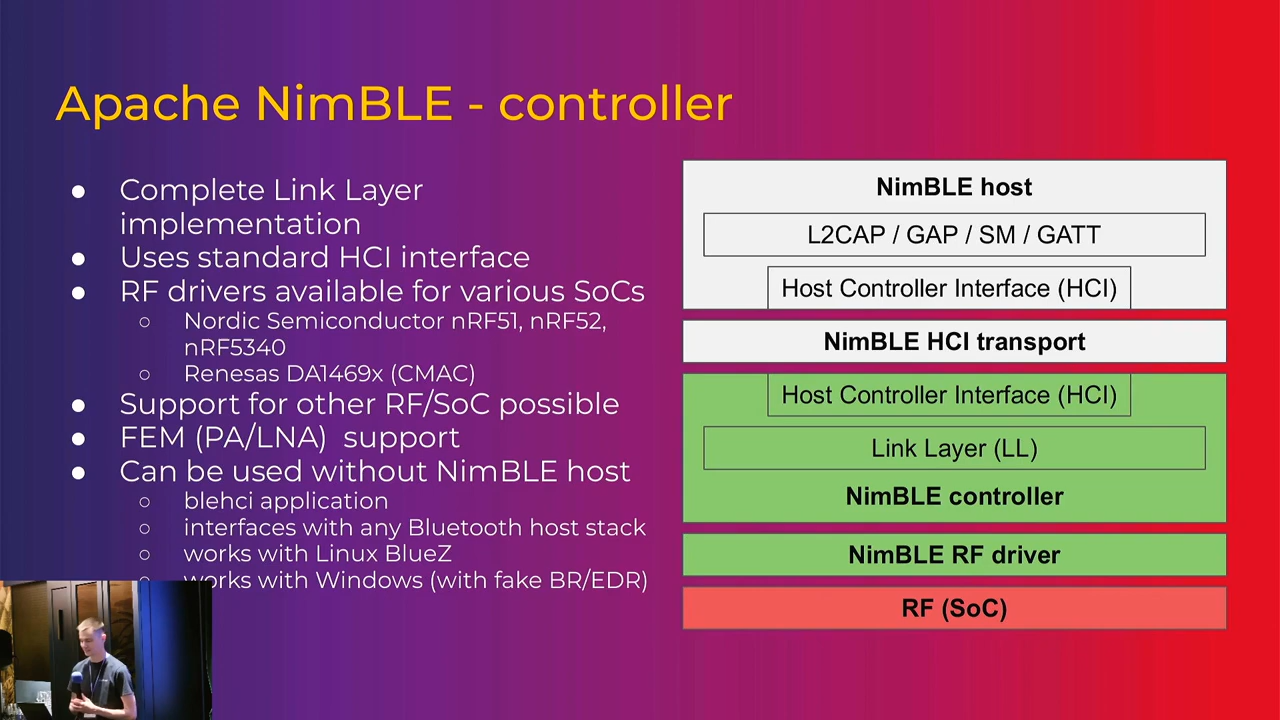 Apache NimBLE - controller
● Complete Link Layer
implementation
● Uses standard HCI interface
● RF drivers available for various SoCs
○ Nordic Semiconductor nRF51, nRF52,
nRF5340
○ Renesas DA1469x (CMAC)
● Support for other RF/SoC possible
● FEM (PA/LNA) support
● Can be used without NimBLE host
○ blehci application
○ interfaces with any Bluetooth host stack
○ works with Linux BlueZ
○ works with Windows (with fake BR/EDR)
NimBLE host
L2CAP / GAP / SM / GATT
Host Controller Interface (HCI)
NimBLE HCI transport
Host Controller Interface (HCI)
Link Layer (LL)
NimBLE controller
NimBLE RF driver
RF (SoC)